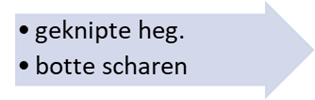 • geknipte heg.
• botte scharen